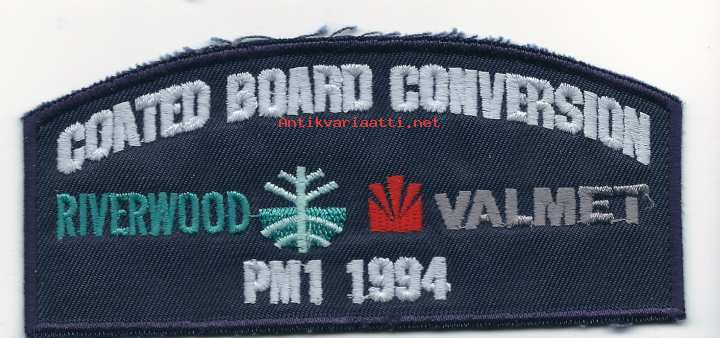 COATED BOARD CONVERSION
Antikvariaatti.net
RIVERWOOD VALMET
PM1 1994